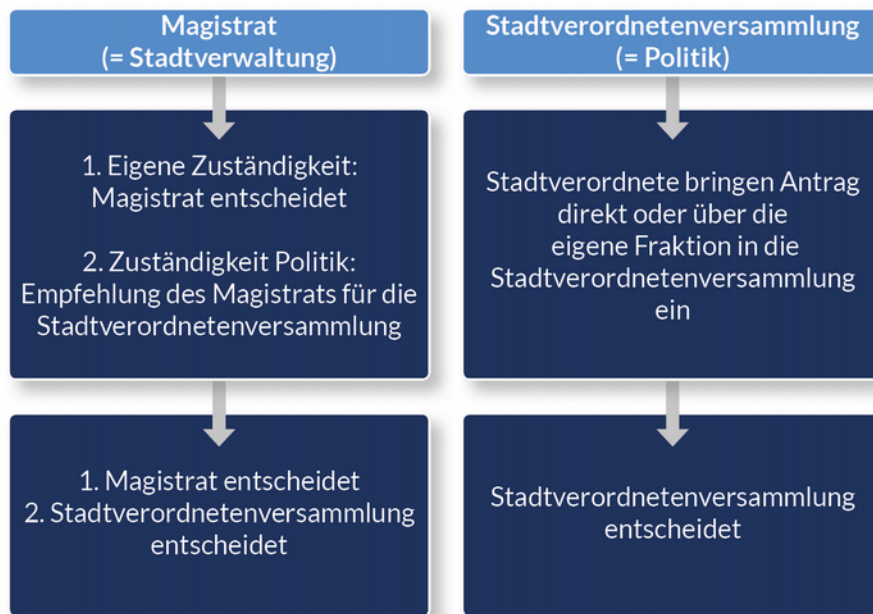 Magistrat
(= Stadtverwaltung)
1. Eigene Zuständigkeit:
Magistrat entscheidet
2. Zuständigkeit Politik:
Empfehlung des Magistrats für die
Stadtverordnetenversammlung
1. Magistrat entscheidet
2. Stadtverordnetenversammlung
entscheidet
Stadtverordnetenversammlung
(= Politik)
Stadtverordnete bringen Antrag
direkt oder über die
eigene Fraktion in die
Stadtverordnetenversammlung
ein
Stadtverordnetenversammlung
entscheidet